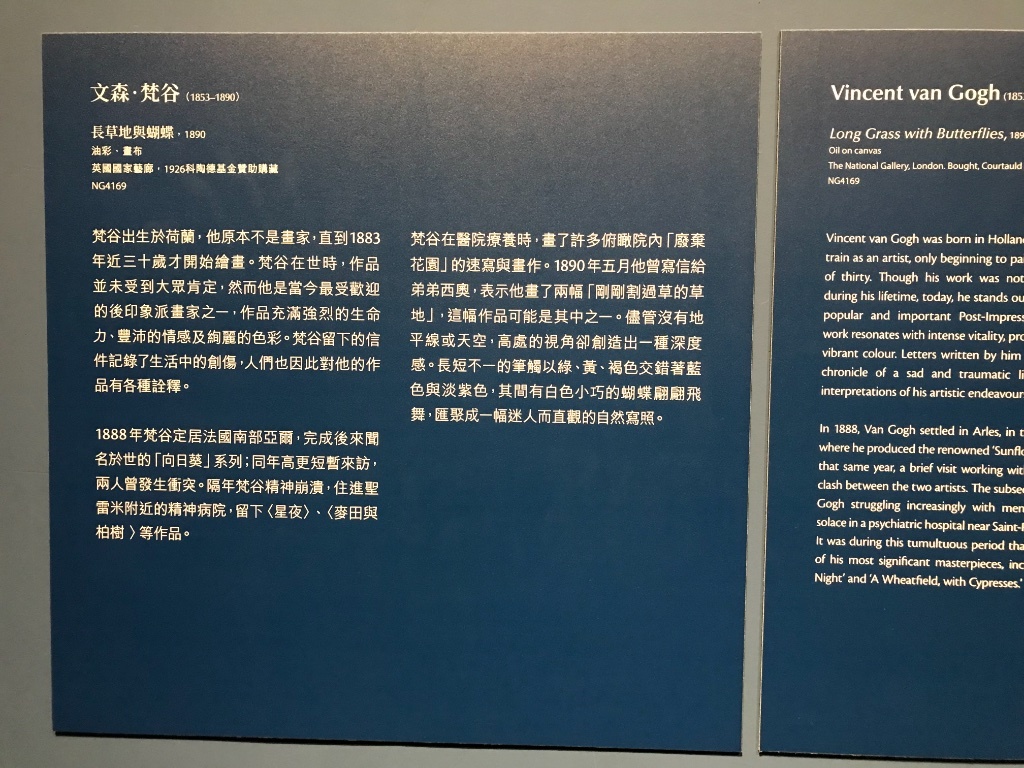 文森·梵谷 (1853–1890)
長草地與蝴蝶,1890
油彩、畫布
英國國家藝廊,1926科陶德基金贊助購藏
NG4169
梵谷出生於荷蘭,他原本不是畫家,直到1883
年近三十歲才開始繪畫。梵谷在世時,作品
並未受到大眾肯定,然而他是當今最受歡迎
的後印象派畫家之一,作品充滿強烈的生命
力、豐沛的情感及絢麗的色彩。梵谷留下的信
件記錄了生活中的創傷,人們也因此對他的作
品有各種詮釋。
1888年梵谷定居法國南部亞爾,完成後來聞
名於世的「向日葵」系列;同年高更短暫來訪,
兩人曾發生衝突。隔年梵谷精神崩潰,住進聖
雷米附近的精神病院,留下〈星夜〉、〈麥田與
柏樹 〉等作品。
梵谷在醫院療養時,畫了許多俯瞰院內「廢棄
花園」的速寫與畫作。1890年五月他曾寫信給
弟弟西奧,表示他畫了兩幅「剛剛割過草的草
地」,這幅作品可能是其中之一。儘管沒有地
平線或天空,高處的視角卻創造出一種深度
感。長短不一的筆觸以綠、黃、褐色交錯著藍
色與淡紫色,其間有白色小巧的蝴蝶翩翩飛
舞,匯聚成一幅迷人而直觀的自然寫照。
Vincent van Gogh (185
Long Grass with Butterflies, 189
Oil on canvas
The National Gallery, London. Bought, Courtauld
NG4169
Vincent van Gogh was born in Hollan
train as an artist, only beginning to pa
of thirty. Though his work was not
during his lifetime, today, he stands ou
popular and important Post-Impress
work resonates with intense vitality, pro
vibrant colour. Letters written by him
chronicle of a sad and traumatic li
interpretations of his artistic endeavour
In 1888, Van Gogh settled in Arles, in t
where he produced the renowned 'Sunflo
that same year, a brief visit working wit
clash between the two artists. The subse
Gogh struggling increasingly with men
solace in a psychiatric hospital near Saint-
It was during this tumultuous period tha
of his most significant masterpieces, inc
Night' and 'A Wheatfield, with Cypresses.'